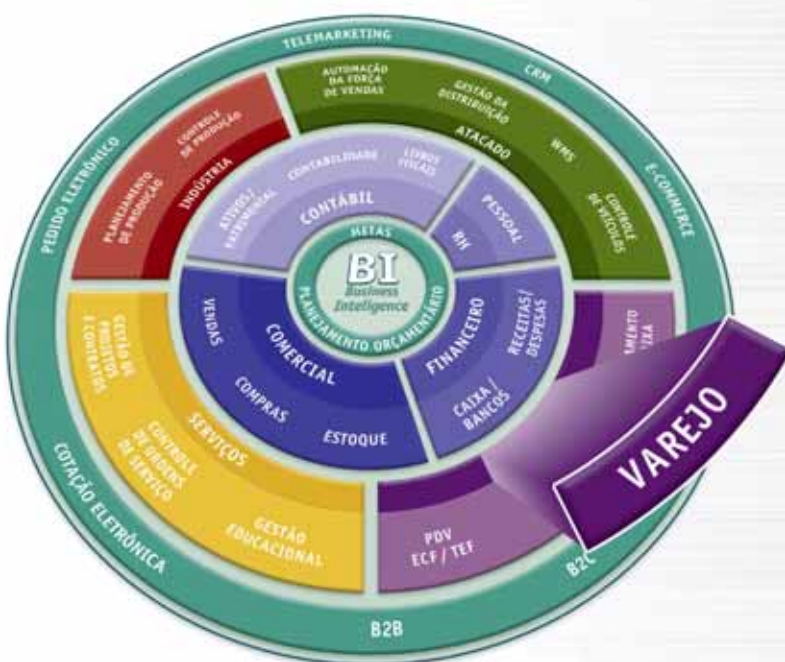 TELEMARKETING
CRM
E-COMMERCE
B2C
B2B
COTAÇÃO ELETRÔNICA
PEDIDO ELETRÔNICO
AUTOMAÇÃO
DA FORÇA
DE VENDAS
GESTÃO DA
DISTRIBUIÇÃO
WMS
CONTROLE
DE VEÍCULOS
ATACADO
CONTROLE
DE PRODUÇÃO
PLANEJAMENTO
DE PRODUÇÃO
INDÚSTRIA
ATIVOS/
PATRIMONIAL
CONTABILIDADE
LIVROS
FISCAIS
CONTÁBIL
PESSOAL
RH
METAS
BI
Business
Inteligence
PLANEJAMENTO ORÇAMENTÁRIO
FINANCEIRO
RECEITAS/
DESPESAS
CAIXA/
BANCOS
COMERCIAL
VENDAS
COMPRAS
ESTOQUE
GESTÃO DE
PROJETOS
E CONTRATOS
SERVIÇOS
CONTROLE
DE ORDENS
DE SERVIÇO
GESTÃO
EDUCACIONAL
PDV
ECF / TEF
VAREJO